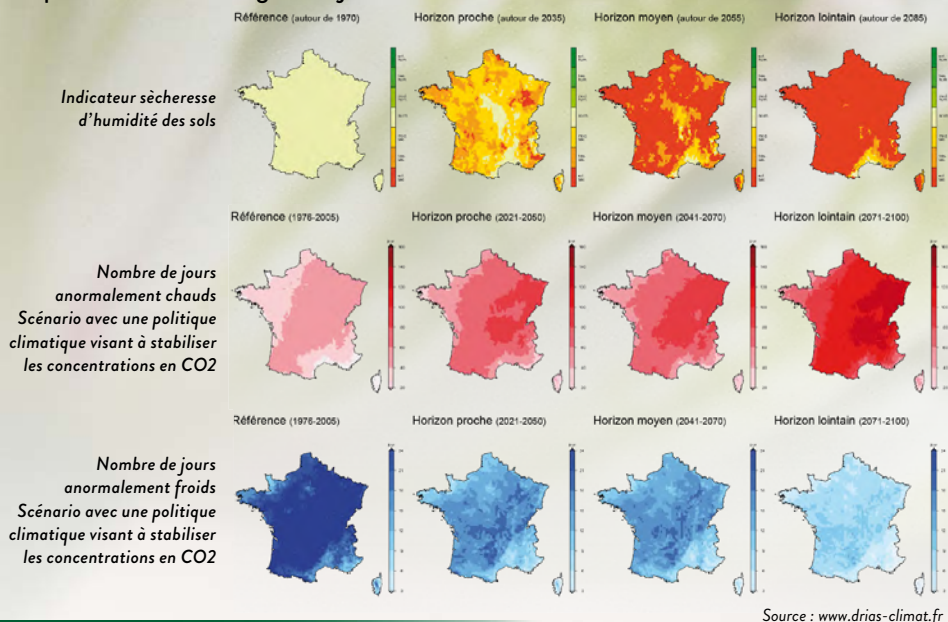 Référence (autour de 1970)
Horizon proche (autour de 2035)
Horizon moyen (autour de 2055)
Horizon lointain (autour de 2085)
Indicateur sècheresse
d'humidité des sols
Référence (1976-2005)
Horizon proche (2021-2050)
Horizon moyen (2041-2070)
Horizon lointain (2071-2100)
Nombre de jours
anormalement chauds
Scénario avec une politique
climatique visant à stabiliser
les concentrations en CO2
Référence (1976-2005)
Horizon proche (2021-2050)
Horizon moyen (2041-2070)
Horizon lointain (2071-2100)
Nombre de jours
anormalement froids
Scénario avec une politique
climatique visant à stabiliser
les concentrations en CO2
Source : www.drias-climat.fr